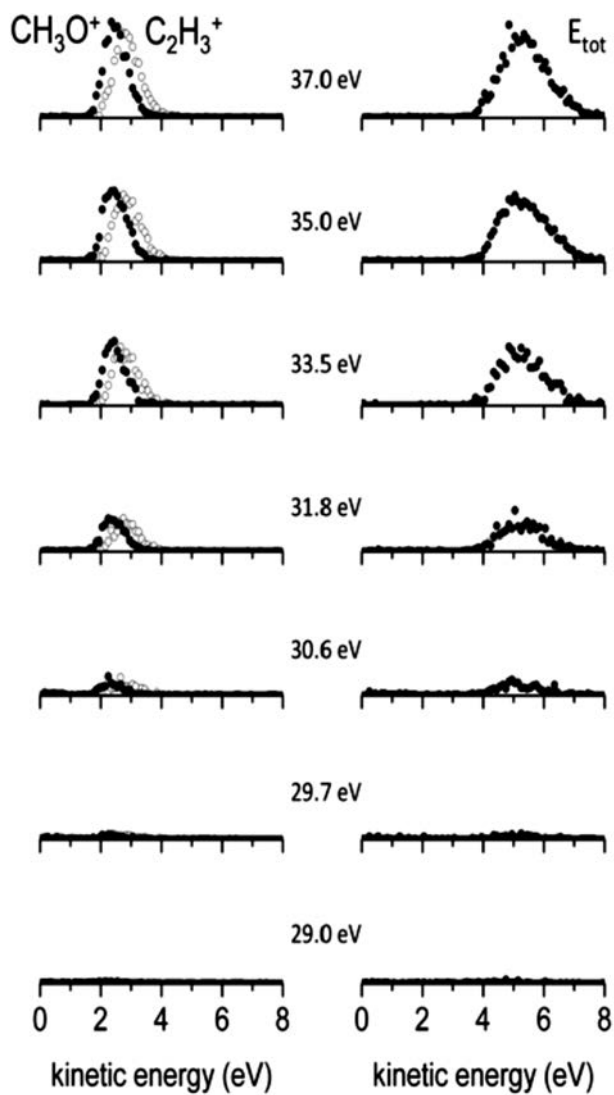 CH3O+ C2H3+ Etot
37.0 eV
35.0 eV
33.5 eV
31.8 eV
30.6 eV
29.7 eV
29.0 eV
0 2 4 6 8 0 2 4 6 8
kinetic energy (eV) kinetic energy (eV)